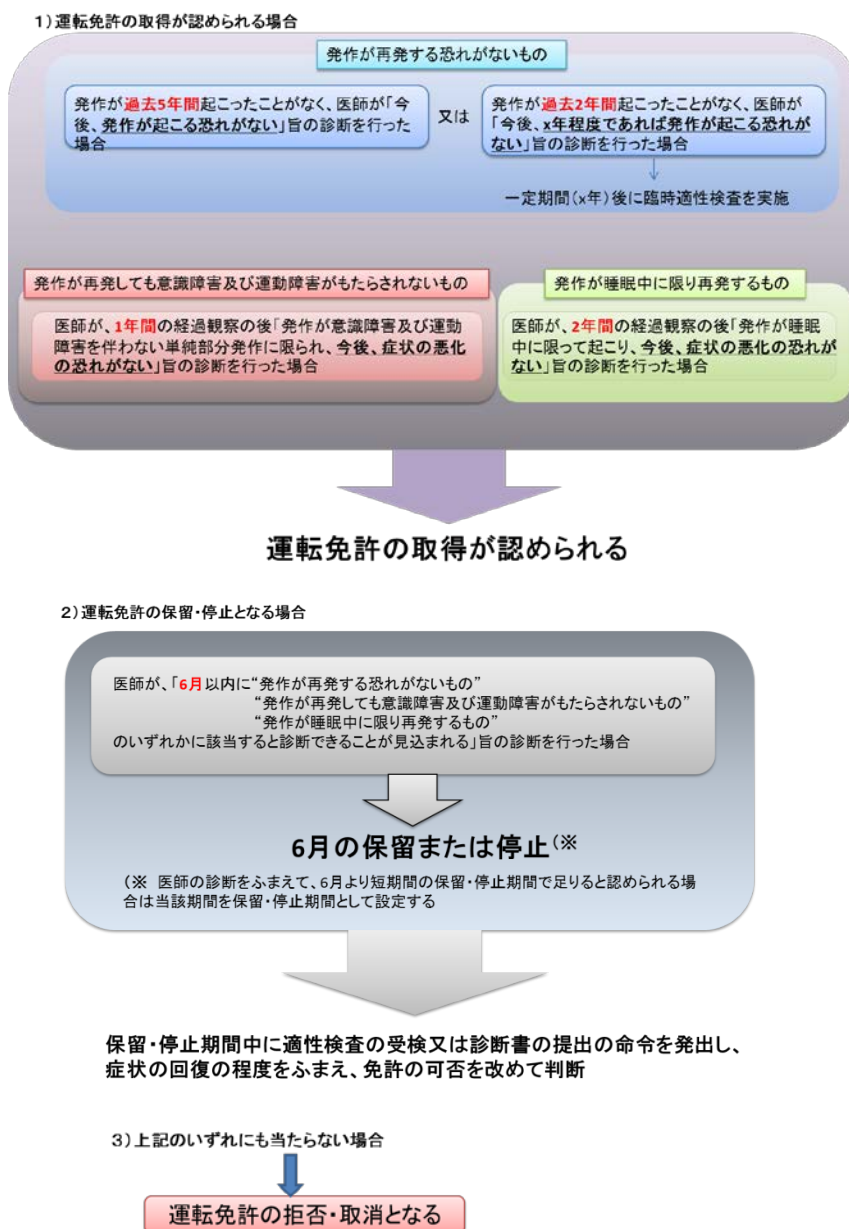 1)運転免許の取得が認められる場合
発作が再発する恐れがないもの
発作が過去5年間起こったことがなく、医師が「今
後、発作が起こる恐れがない」旨の診断を行った
場合
又は
発作が過去2年間起こったことがなく、医師が
「今後、x年程度であれば発作が起こる恐れが
ない」旨の診断を行った場合
一定期間(x年)後に臨時適性検査を実施
発作が再発しても意識障害及び運動障害がもたらされないもの
医師が、1年間の経過観察の後「発作が意識障害及び運動
障害を伴わない単純部分発作に限られ、今後、症状の悪化
の恐れがない」旨の診断を行った場合
発作が睡眠中に限り再発するもの
医師が、2年間の経過観察の後「発作が睡眠
中に限って起こり、今後、症状の悪化の恐れが
ない」旨の診断を行った場合
運転免許の取得が認められる
2)運転免許の保留・停止となる場合
医師が、「6月以内に“発作が再発する恐れがないもの”
“発作が再発しても意識障害及び運動障害がもたらされないもの”
“発作が睡眠中に限り再発するもの”
のいずれかに該当すると診断できることが見込まれる」旨の診断を行った場合
6月の保留または停止(※
(※ 医師の診断をふまえて、6月より短期間の保留・停止期間で足りると認められる場
合は当該期間を保留・停止期間として設定する
保留・停止期間中に適性検査の受検又は診断書の提出の命令を発出し、
症状の回復の程度をふまえ、免許の可否を改めて判断
3)上記のいずれにも当たらない場合
運転免許の拒否・取消となる